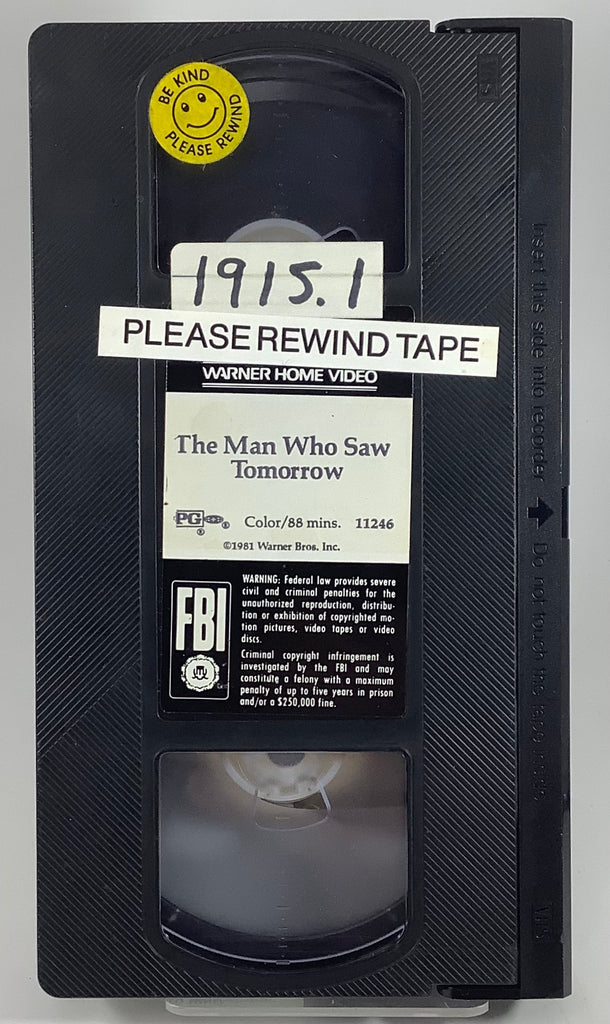 BE KIND
PLEASE REWIND
VHS
1915.1
PLEASE REWIND TAPE
WARNER HOME VIDEO
The Man Who Saw
Tomorrow
PG Color/88 mins. 11246
©1981 Warner Bros. Inc.
FBI
WARNING: Federal law provides severe
civil and criminal penalties for the
unauthorized reproduction, distribu-
tion or exhibition of copyrighted mo-
tion pictures, video tapes or video
discs.
Criminal copyright infringement is
investigated by the FBI and may
constitute a felony with a maximum
penalty of up to five years in prison
and/or a $250,000 fine.
Insert this side into recorder
Do not touch the tape inside
VHS